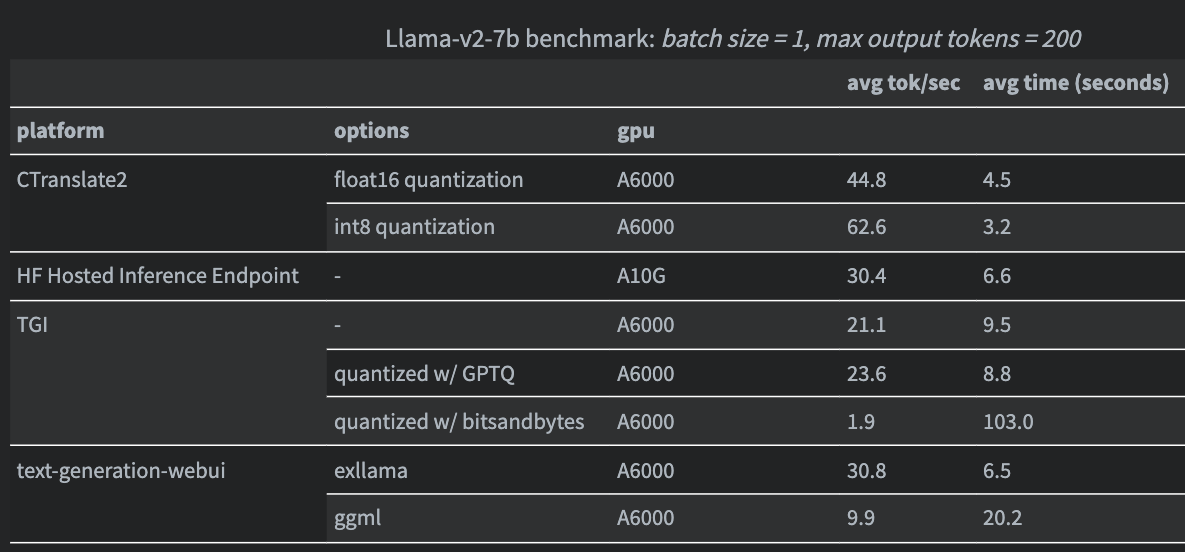 Llama-v2-7b benchmark: batch size = 1, max output tokens = 200
avg tok/sec avg time (seconds)
platform options gpu
CTranslate2 float16 quantization A6000 44.8 4.5
int8 quantization A6000 62.6 3.2
HF Hosted Inference Endpoint - A10G 30.4 6.6
TGI - A6000 21.1 9.5
quantized w/ GPTQ A6000 23.6 8.8
quantized w/ bitsandbytes A6000 1.9 103.0
text-generation-webui exllama A6000 30.8 6.5
ggml A6000 9.9 20.2